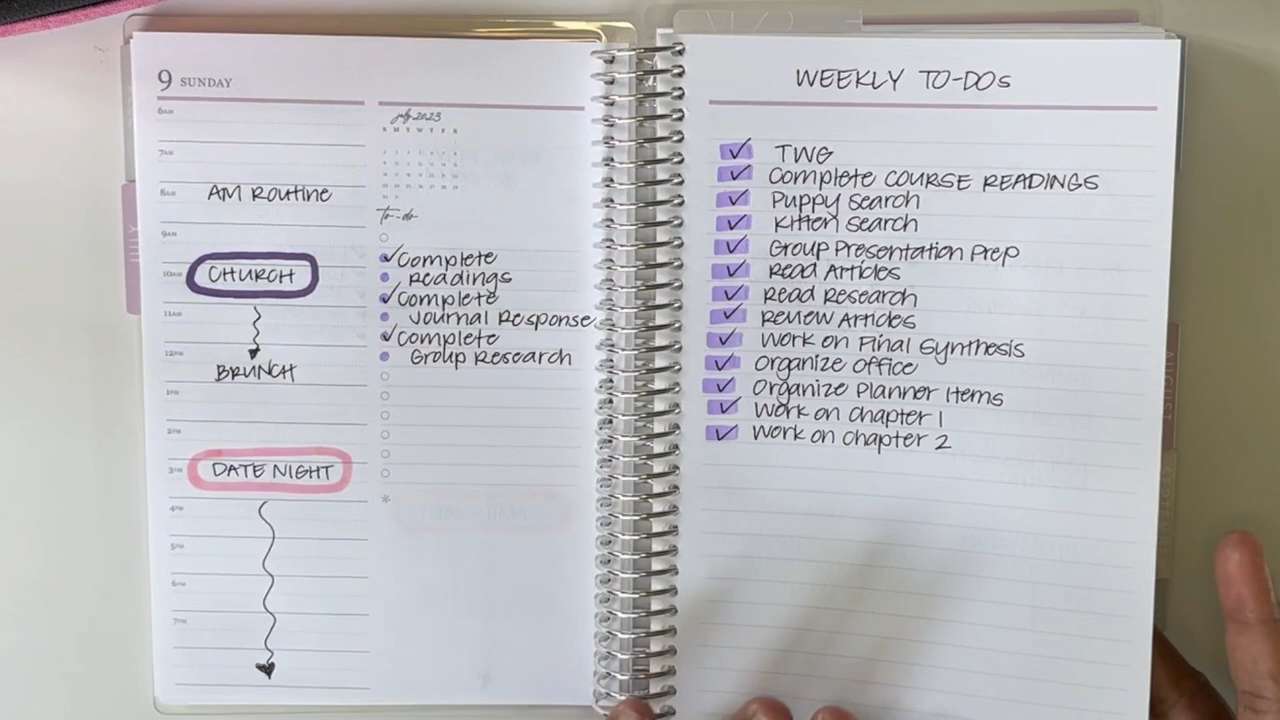 9 SUNDAY
6AM
7AM
8AM AM ROUTINE
9AM
10AM CHURCH
11AM
12PM
BRUNCH
1PM
2PM
3PM DATE NIGHT
4PM
5PM
6PM
7PM
july 2023
S M T W T F S
to-do
Complete
Readings
Complete
Journal Response
Complete
Group Research
*
WEEKLY TO-DOs
✓ TWG
✓ Complete COURSE READINGS
✓ Puppy Search
✓ Kitten Search
✓ Group Presentation Prep
✓ Read Articles
✓ Read Research
✓ Review Articles
✓ Work on Final Synthesis
✓ Organize Office
✓ Organize Planner Items
✓ Work on Chapter 1
✓ Work on Chapter 2
JULY
AUGUST
SEPTEMBER